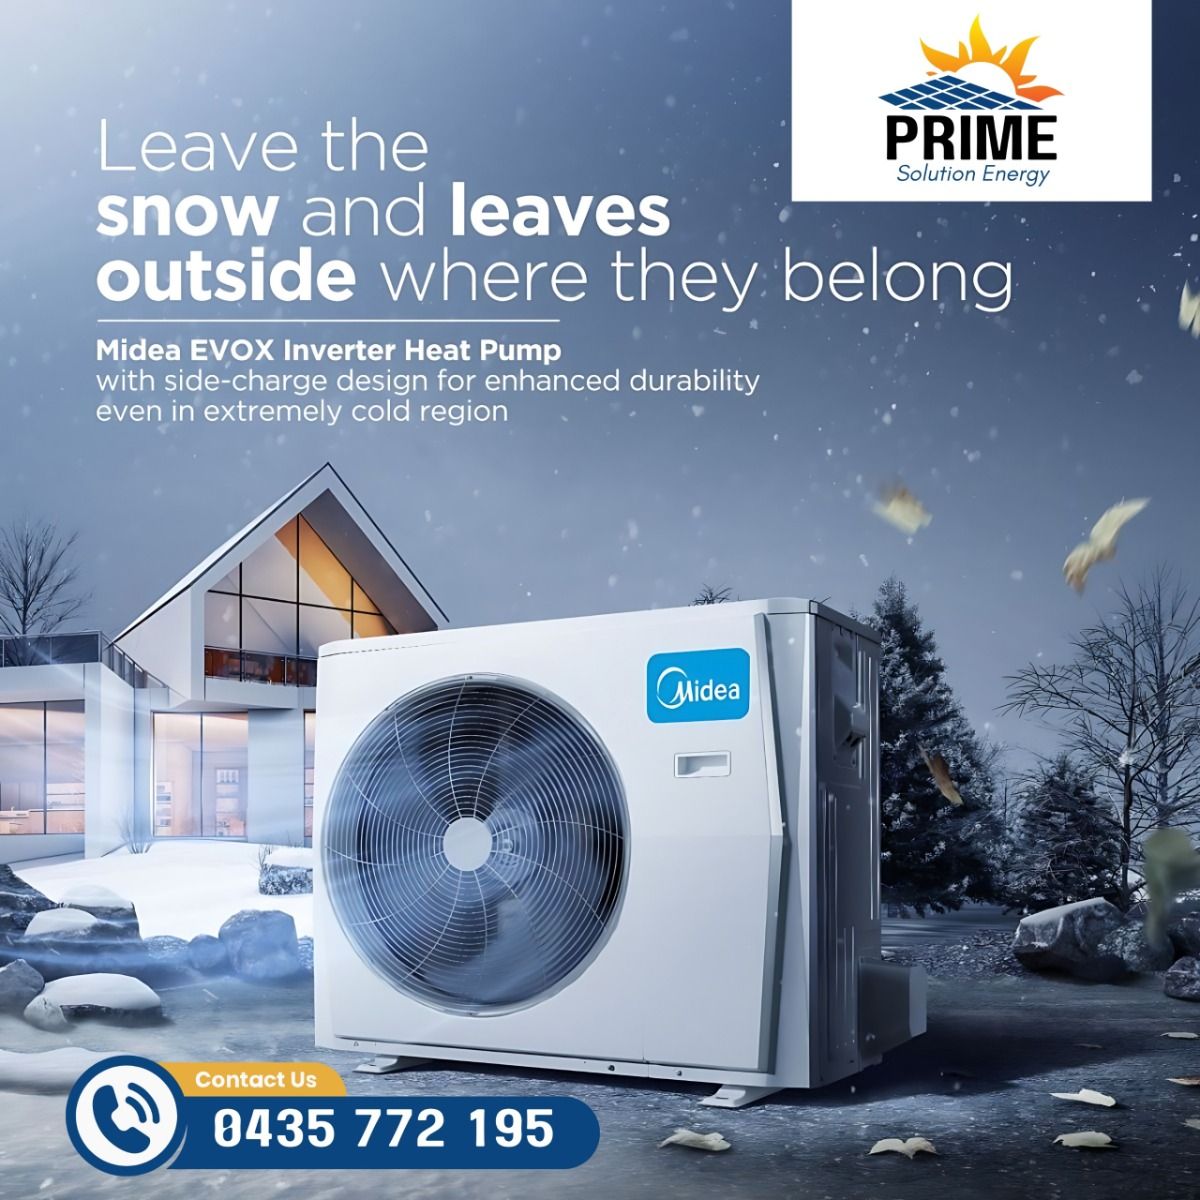 PRIME
Solution Energy
Leave the
snow and leaves
outside where they belong
Midea EVOX Inverter Heat Pump
with side-charge design for enhanced durability
even in extremely cold region
Midea
Contact Us
0435 772 195